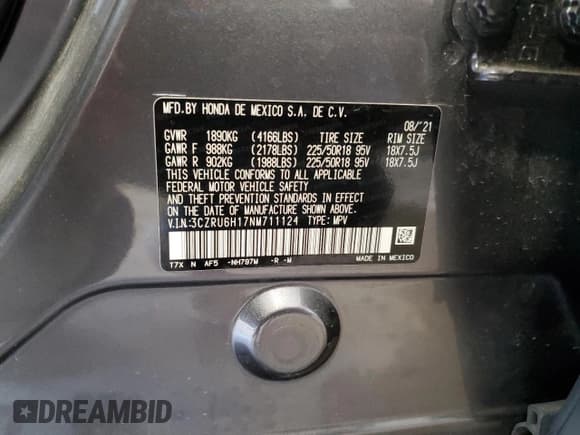 MFD. BY HONDA DE MEXICO S.A. DE C.V.
08/'21
GVWR 1890KG (4166LBS) TIRE SIZE RIM SIZE
GAWR F 988KG (2178LBS) 225/50R18 95V 18X7.5J
GAWR R 902KG (1988LBS) 225/50R18 95V 18X7.5J
THIS VEHICLE CONFORMS TO ALL APPLICABLE
FEDERAL MOTOR VEHICLE SAFETY
AND THEFT PREVENTION STANDARDS IN EFFECT
ON THE DATE OF MANUFACTURE SHOWN ABOVE.
V.I.N.:3CZRU6H17NM711124 TYPE: MPV
T7X N AF5 -NH797M -R -M MADE IN MEXICO
DREAMBID